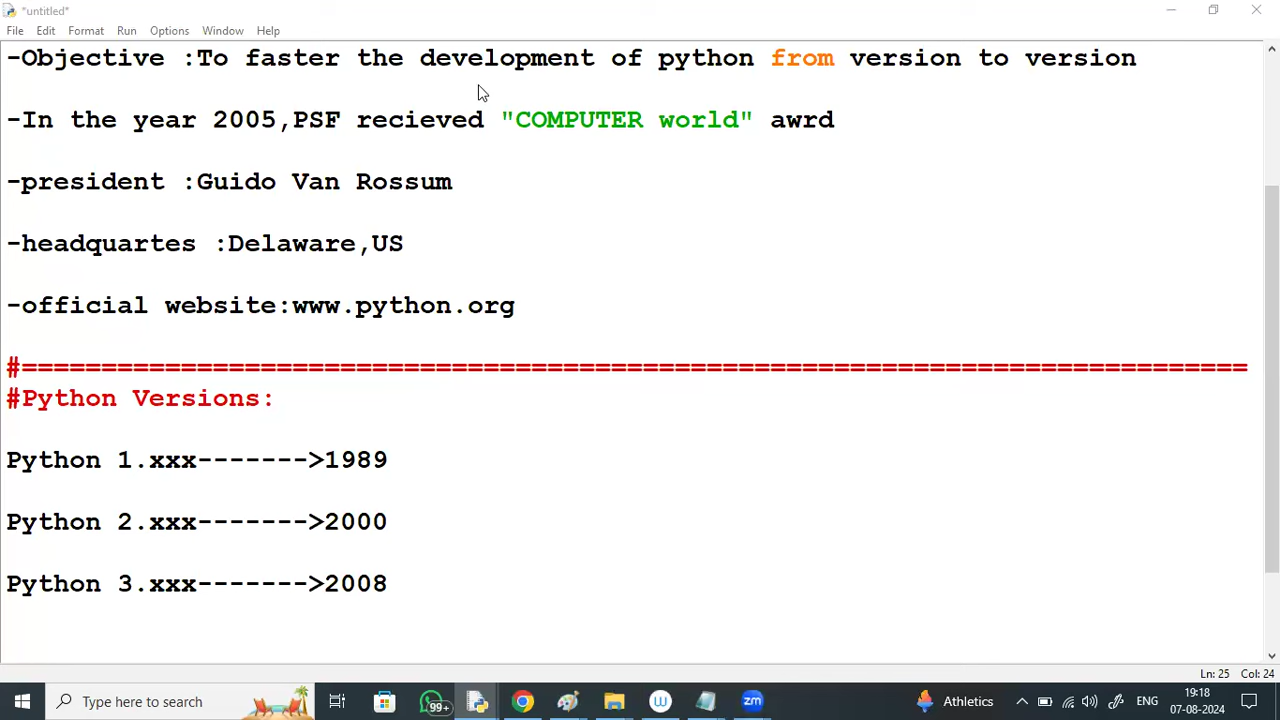 *untitled*
File Edit Format Run Options Window Help
-Objective :To faster the development of python from version to version
-In the year 2005,PSF recieved "COMPUTER world" awrd
-president :Guido Van Rossum
-headquartes :Delaware,US
-official website:www.python.org
#=============================================================================
#Python Versions:
Python 1.xxx------->1989
Python 2.xxx------->2000
Python 3.xxx------->2008
Ln: 25 Col: 24
Type here to search
99+
W
zm
Athletics
ENG
19:18
07-08-2024